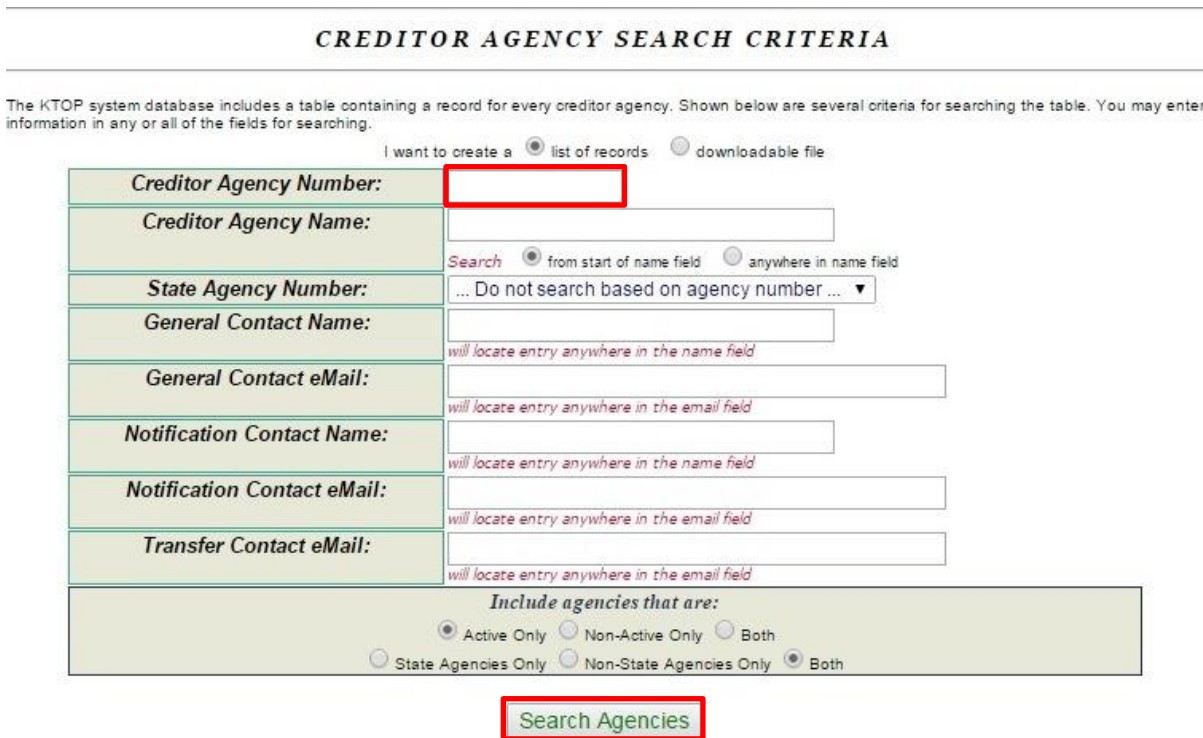 CREDITOR AGENCY SEARCH CRITERIA
The KTOP system database includes a table containing a record for every creditor agency. Shown below are several criteria for searching the table. You may enter
information in any or all of the fields for searching.
I want to create a list of records downloadable file
Creditor Agency Number:
Creditor Agency Name:
Search from start of name field anywhere in name field
State Agency Number: ... Do not search based on agency number ...
General Contact Name:
will locate entry anywhere in the name field
General Contact eMail:
will locate entry anywhere in the email field
Notification Contact Name:
will locate entry anywhere in the name field
Notification Contact eMail:
will locate entry anywhere in the email field
Transfer Contact eMail:
will locate entry anywhere in the email field
Include agencies that are:
Active Only Non-Active Only Both
State Agencies Only Non-State Agencies Only Both
Search Agencies